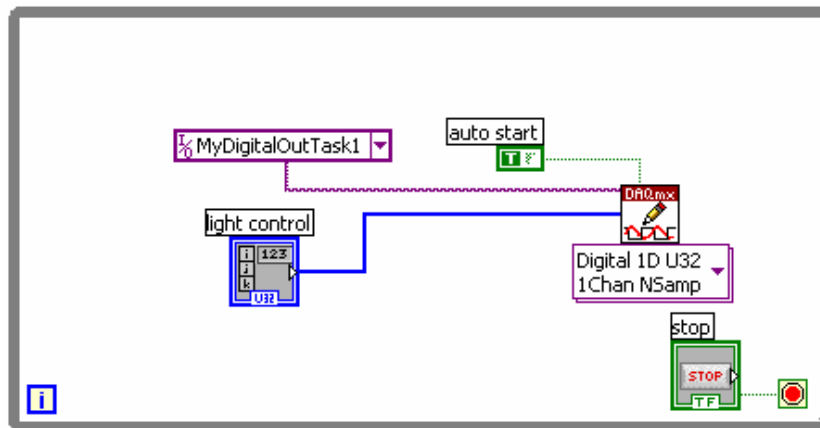 I/O MyDigitalOutTask1
auto start
T F
DAQmx
light control
i 123
j
k
U32
Digital 1D U32
1Chan NSamp
stop
STOP
TF
i